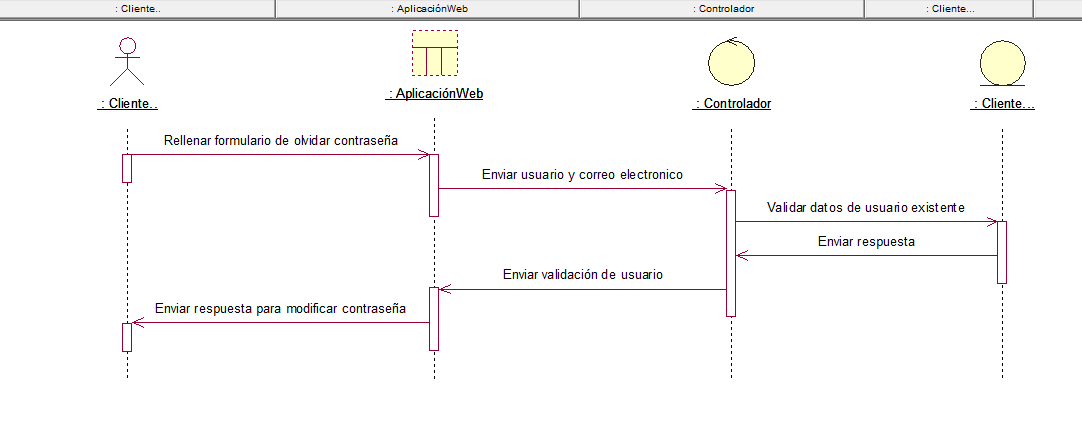 : Cliente..
: AplicaciónWeb
: Controlador
: Cliente...
: Cliente..
: AplicaciónWeb
: Controlador
: Cliente...
Rellenar formulario de olvidar contraseña
Enviar usuario y correo electronico
Validar datos de usuario existente
Enviar respuesta
Enviar validación de usuario
Enviar respuesta para modificar contraseña